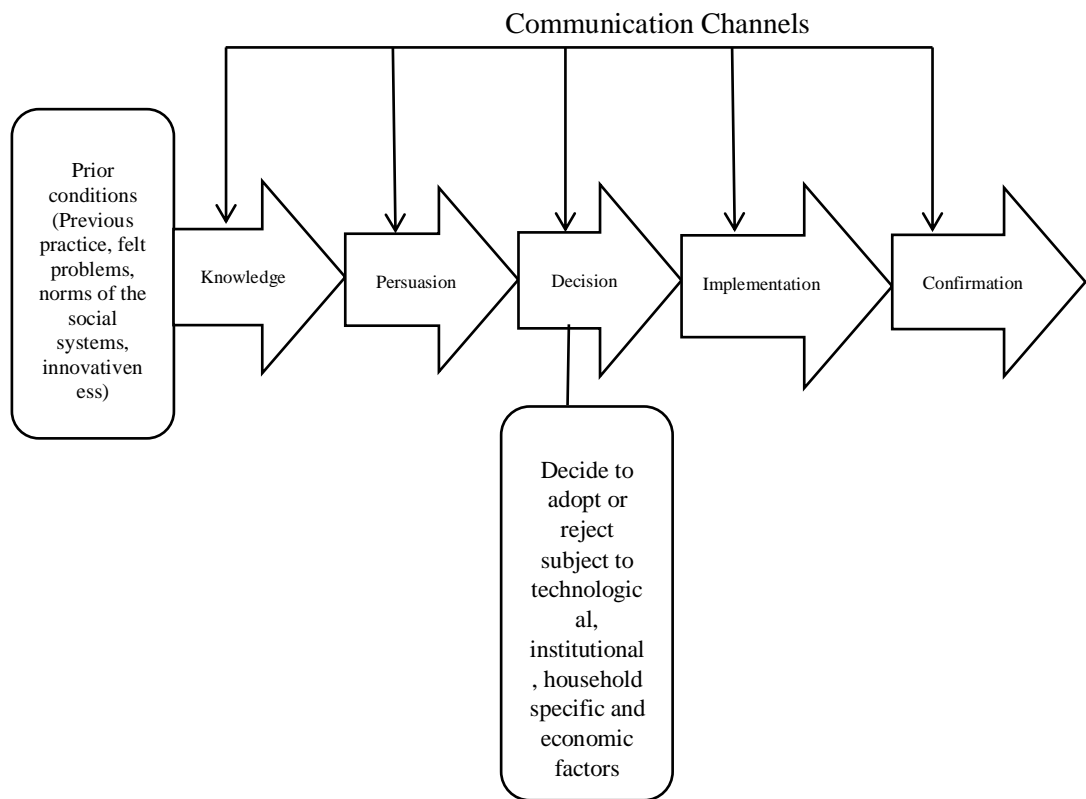 Communication Channels
Prior
conditions
(Previous
practice, felt
problems,
norms of the
social
systems,
innovativen
ess)
Knowledge
Persuasion
Decision
Implementation
Confirmation
Decide to
adopt or
reject
subject to
technologic
al,
institutional
, household
specific and
economic
factors